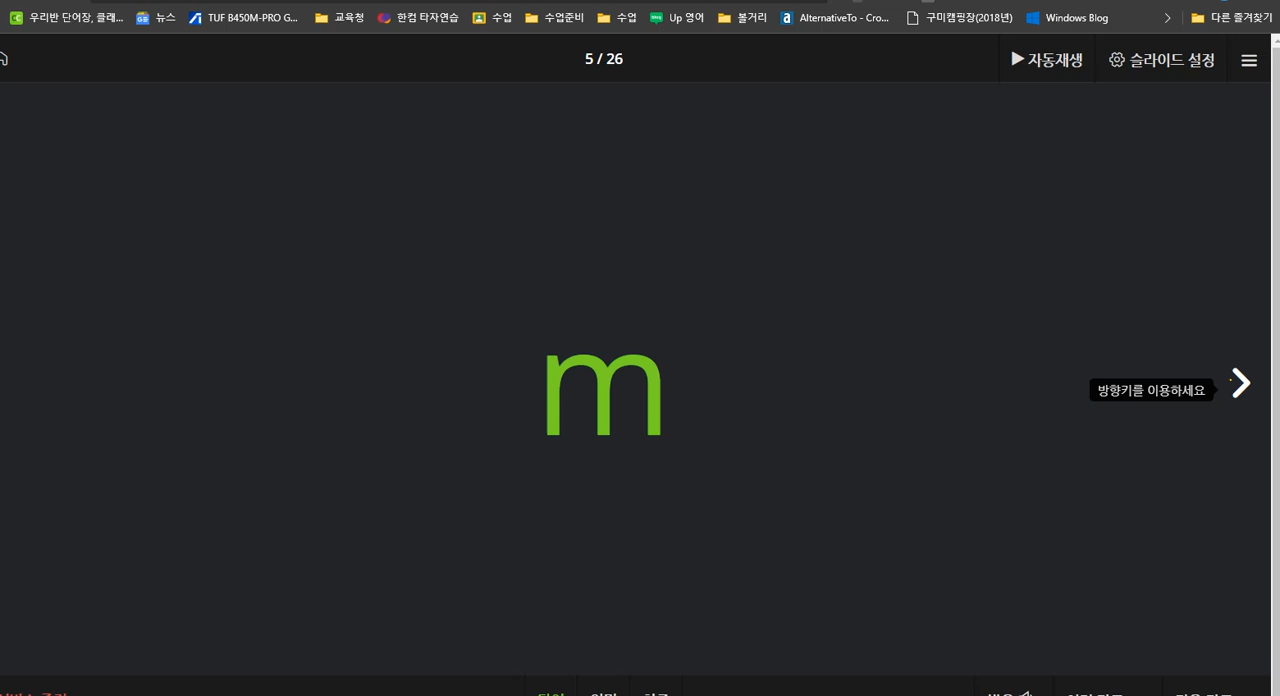 우리반 단어장, 클래... 뉴스 TUF B450M-PRO G... 교육청 한컴 타자연습 수업 수업준비 수업 Up 영어 볼거리 AlternativeTo - Cro... 구미캠핑장(2018년) Windows Blog 다른 즐겨찾기
5 / 26 자동재생 슬라이드 설정
m
방향키를 이용하세요